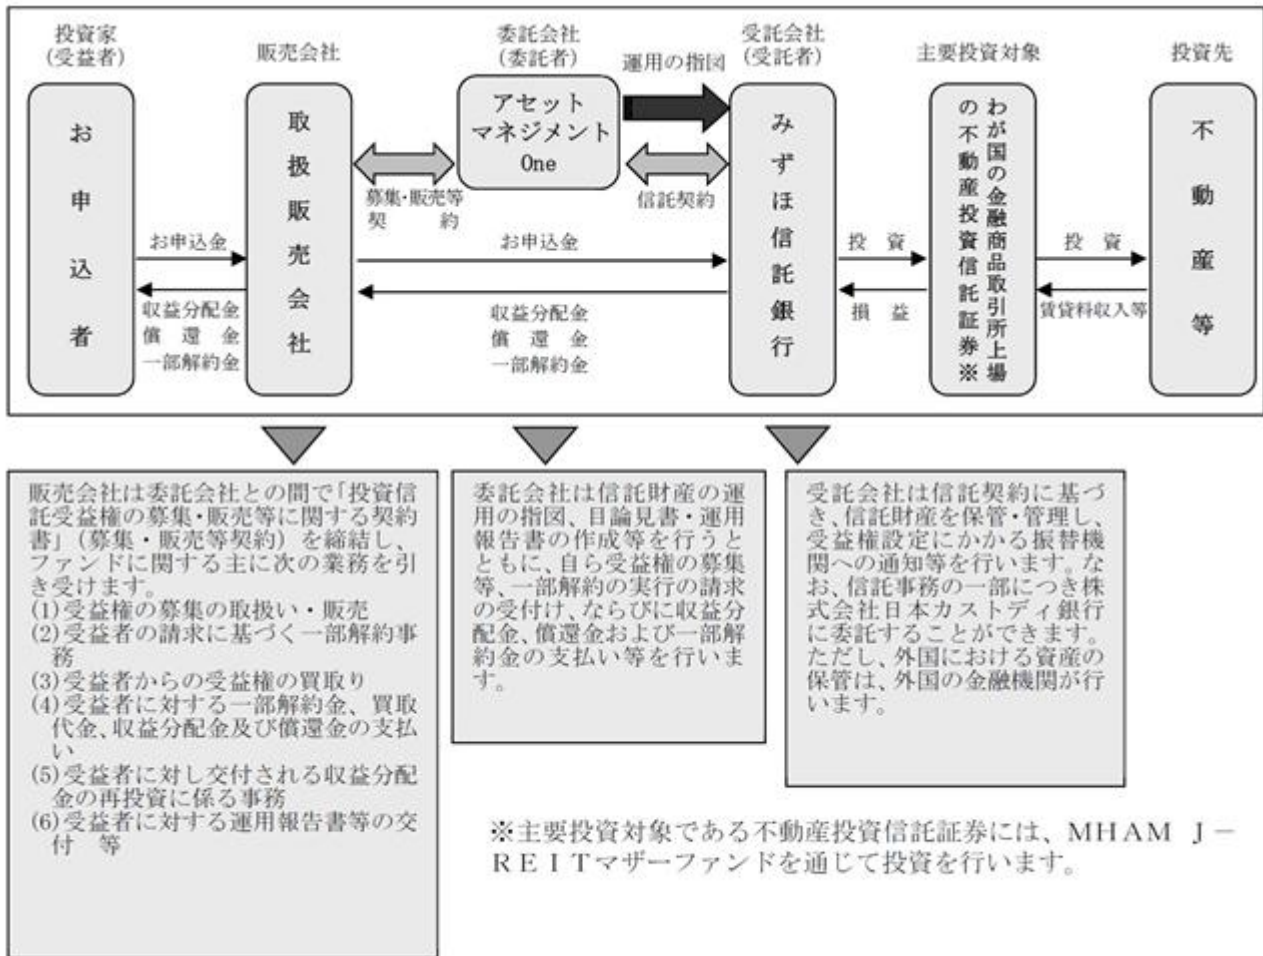 投資家
(受益者)
販売会社
委託会社
(委託者)
運用の指図
受託会社
(受託者)
主要投資対象
投資先
お申込者
取扱販売会社
アセット
マネジメント
One
みずほ信託銀行
わが国の金融商品取引所上場
の不動産投資信託証券※
不動産等
募集・販売等
契　約
信託契約
お申込金
収益分配金
償 還 金
一部解約金
お申込金
収益分配金
償 還 金
一部解約金
投 資
損 益
投 資
賃貸料収入等
販売会社は委託会社との間で「投資信
託受益権の募集・販売等に関する契約
書」（募集・販売等契約）を締結し、
ファンドに関する主に次の業務を引
き受けます。
(1)受益権の募集の取扱い・販売
(2)受益者の請求に基づく一部解約事
務
(3)受益者からの受益権の買取り
(4)受益者に対する一部解約金、買取
代金、収益分配金及び償還金の支払
い
(5)受益者に対し交付される収益分配
金の再投資に係る事務
(6)受益者に対する運用報告書等の交
付　等
委託会社は信託財産の運
用の指図、目論見書・運用
報告書の作成等を行うと
ともに、自ら受益権の募集
等、一部解約の実行の請求
の受付け、ならびに収益分
配金、償還金および一部解
約金の支払い等を行いま
す。
受託会社は信託契約に基づ
き、信託財産を保管・管理し、
受益権設定にかかる振替機
関への通知等を行います。な
お、信託事務の一部につき株
式会社日本カストディ銀行
に委託することができます。
ただし、外国における資産の
保管は、外国の金融機関が行
います。
※主要投資対象である不動産投資信託証券には、ＭＨＡＭ　Ｊ－
ＲＥＩＴマザーファンドを通じて投資を行います。